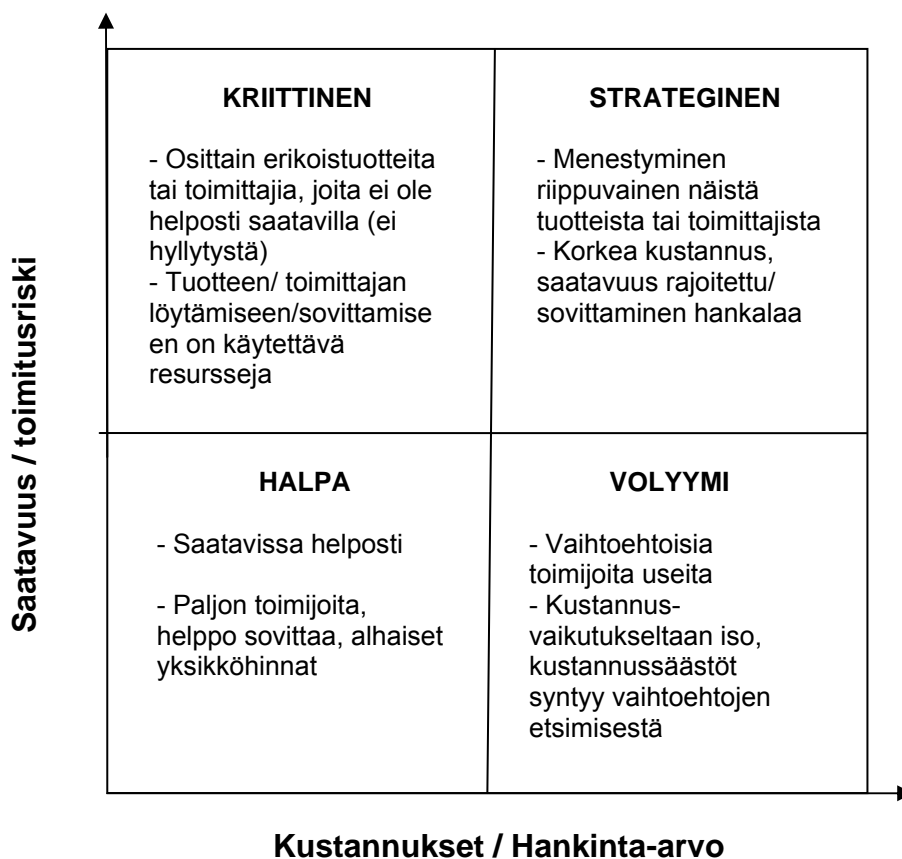 KRIITTINEN
- Osittain erikoistuotteita
tai toimittajia, joita ei ole
helposti saatavilla (ei
hyllytystä)
- Tuotteen/ toimittajan
löytämiseen/sovittamise
en on käytettävä
resursseja
STRATEGINEN
- Menestyminen
riippuvainen näistä
tuotteista tai toimittajista
- Korkea kustannus,
saatavuus rajoitettu/
sovittaminen hankalaa
HALPA
- Saatavissa helposti
- Paljon toimijoita,
helppo sovittaa, alhaiset
yksikköhinnat
VOLYYMI
- Vaihtoehtoisia
toimijoita useita
- Kustannus-
vaikutukseltaan iso,
kustannussäästöt
syntyy vaihtoehtojen
etsimisestä
Saatavuus / toimitusriski
Kustannukset / Hankinta-arvo